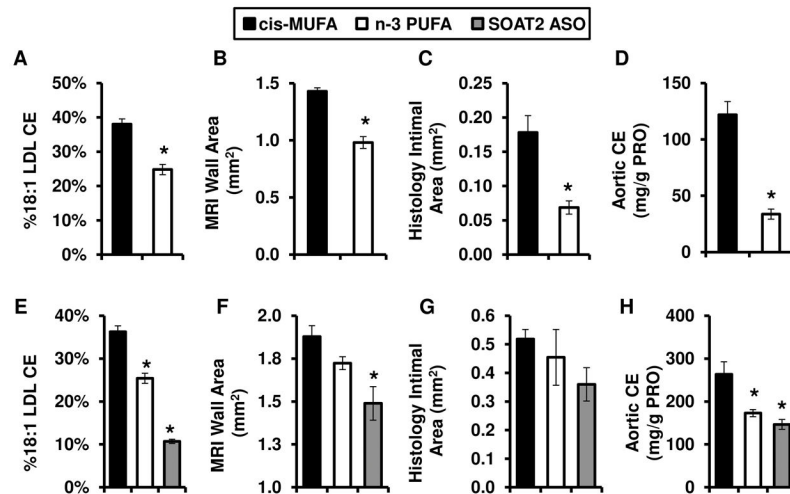 cis-MUFA n-3 PUFA SOAT2 ASO
A
%18:1 LDL CE
50%
40%
30%
20%
10%
0%
*
B
MRI Wall Area
(mm²)
1.5
1.0
0.5
0.0
*
C
Histology Intimal
Area (mm²)
0.25
0.20
0.15
0.10
0.05
0.00
*
D
Aortic CE
(mg/g PRO)
150
100
50
0
*
E
%18:1 LDL CE
40%
30%
20%
10%
0%
*
*
F
MRI Wall Area
(mm²)
2.0
1.8
1.5
1.3
1.0
*
G
Histology Intimal
Area (mm²)
0.6
0.5
0.4
0.3
0.2
0.1
0.0
H
Aortic CE
(mg/g PRO)
400
300
200
100
0
*
*